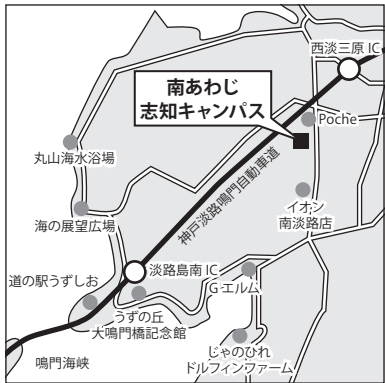 西淡三原 IC
南あわじ
志知キャンパス
Poche
丸山海水浴場
神戸淡路鳴門自動車道
イオン
南淡路店
海の展望広場
淡路島南 IC
G エルム
道の駅うずしお
うずの丘
大鳴門橋記念館
じゃのひれ
ドルフィンファーム
鳴門海峡